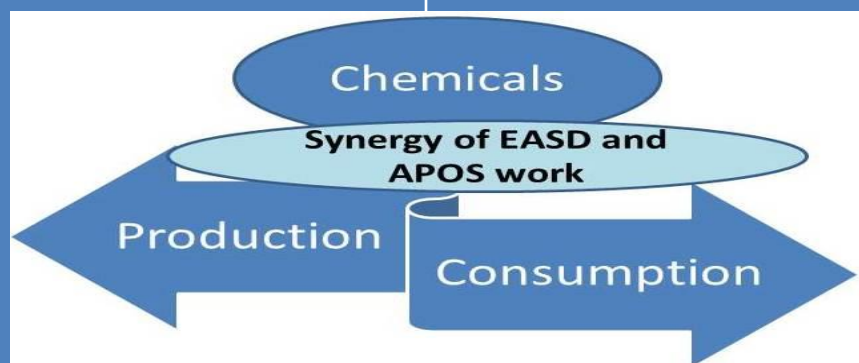 Chemicals
Synergy of EASD and
APOS work
Production
Consumption